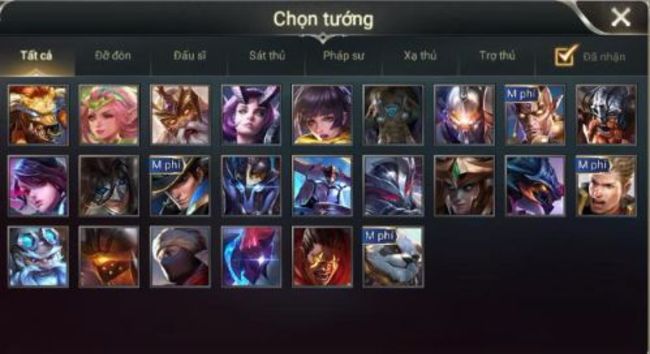 Chọn tướng
Tất cả Đỡ đòn Đấu sĩ Sát thủ Pháp sư Xạ thủ Trợ thủ Đã nhận
M phí
M phí M phí
M phí